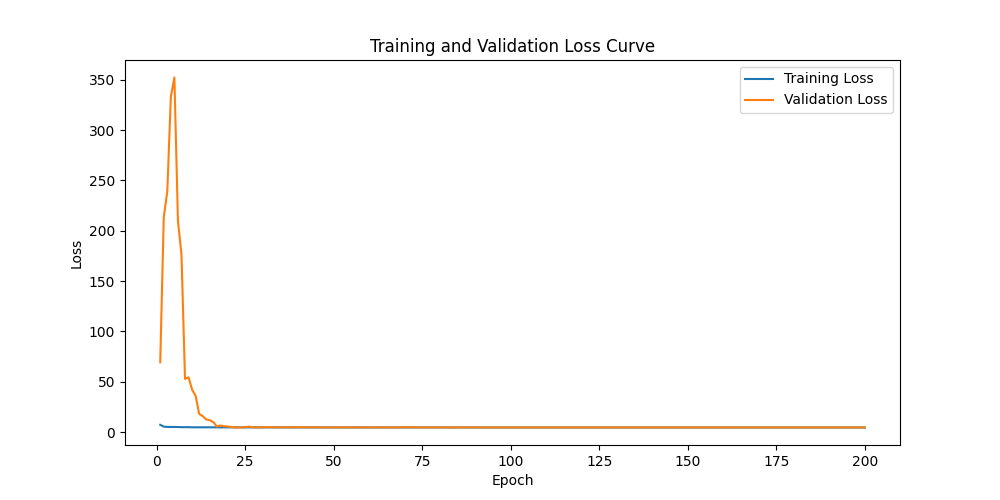 Training and Validation Loss Curve
Training Loss
Validation Loss
350
300
250
200
150
100
50
0
Loss
0 25 50 75 100 125 150 175 200
Epoch